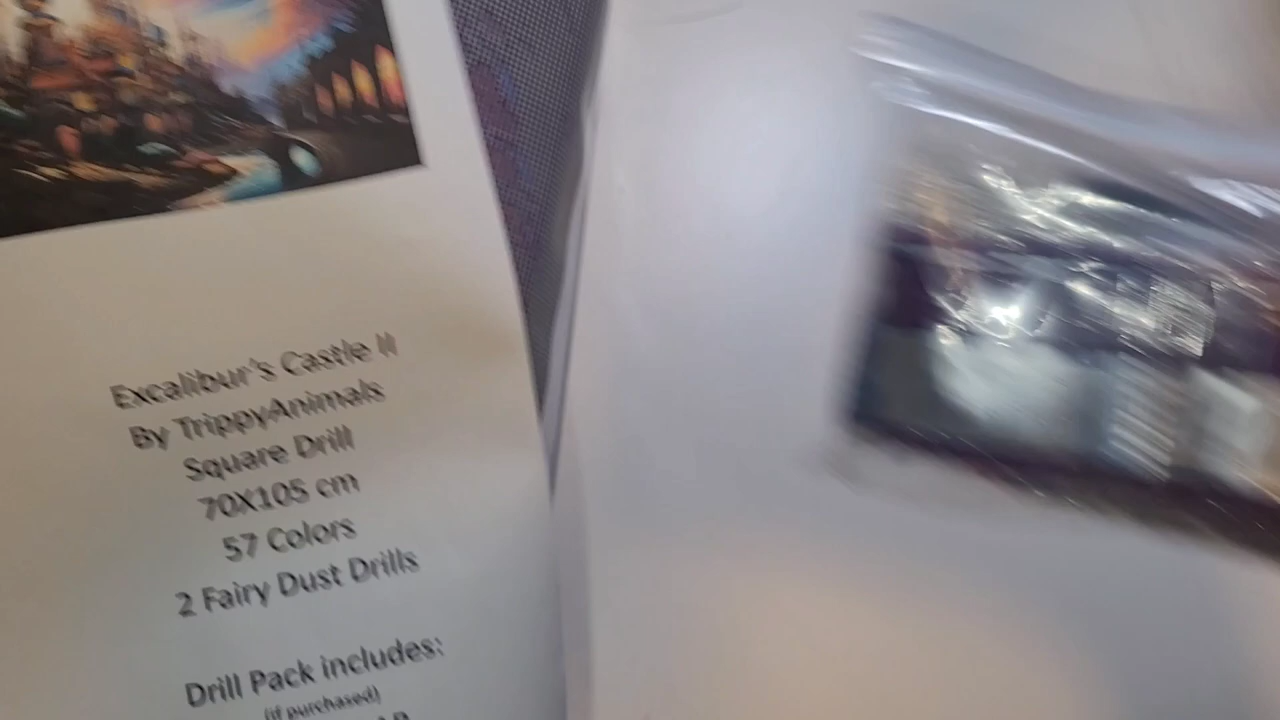 Excalibur's Castle II
By TrippyAnimals
Square Drill
70X105 cm
57 Colors
2 Fairy Dust Drills
Drill Pack includes:
(if purchased)